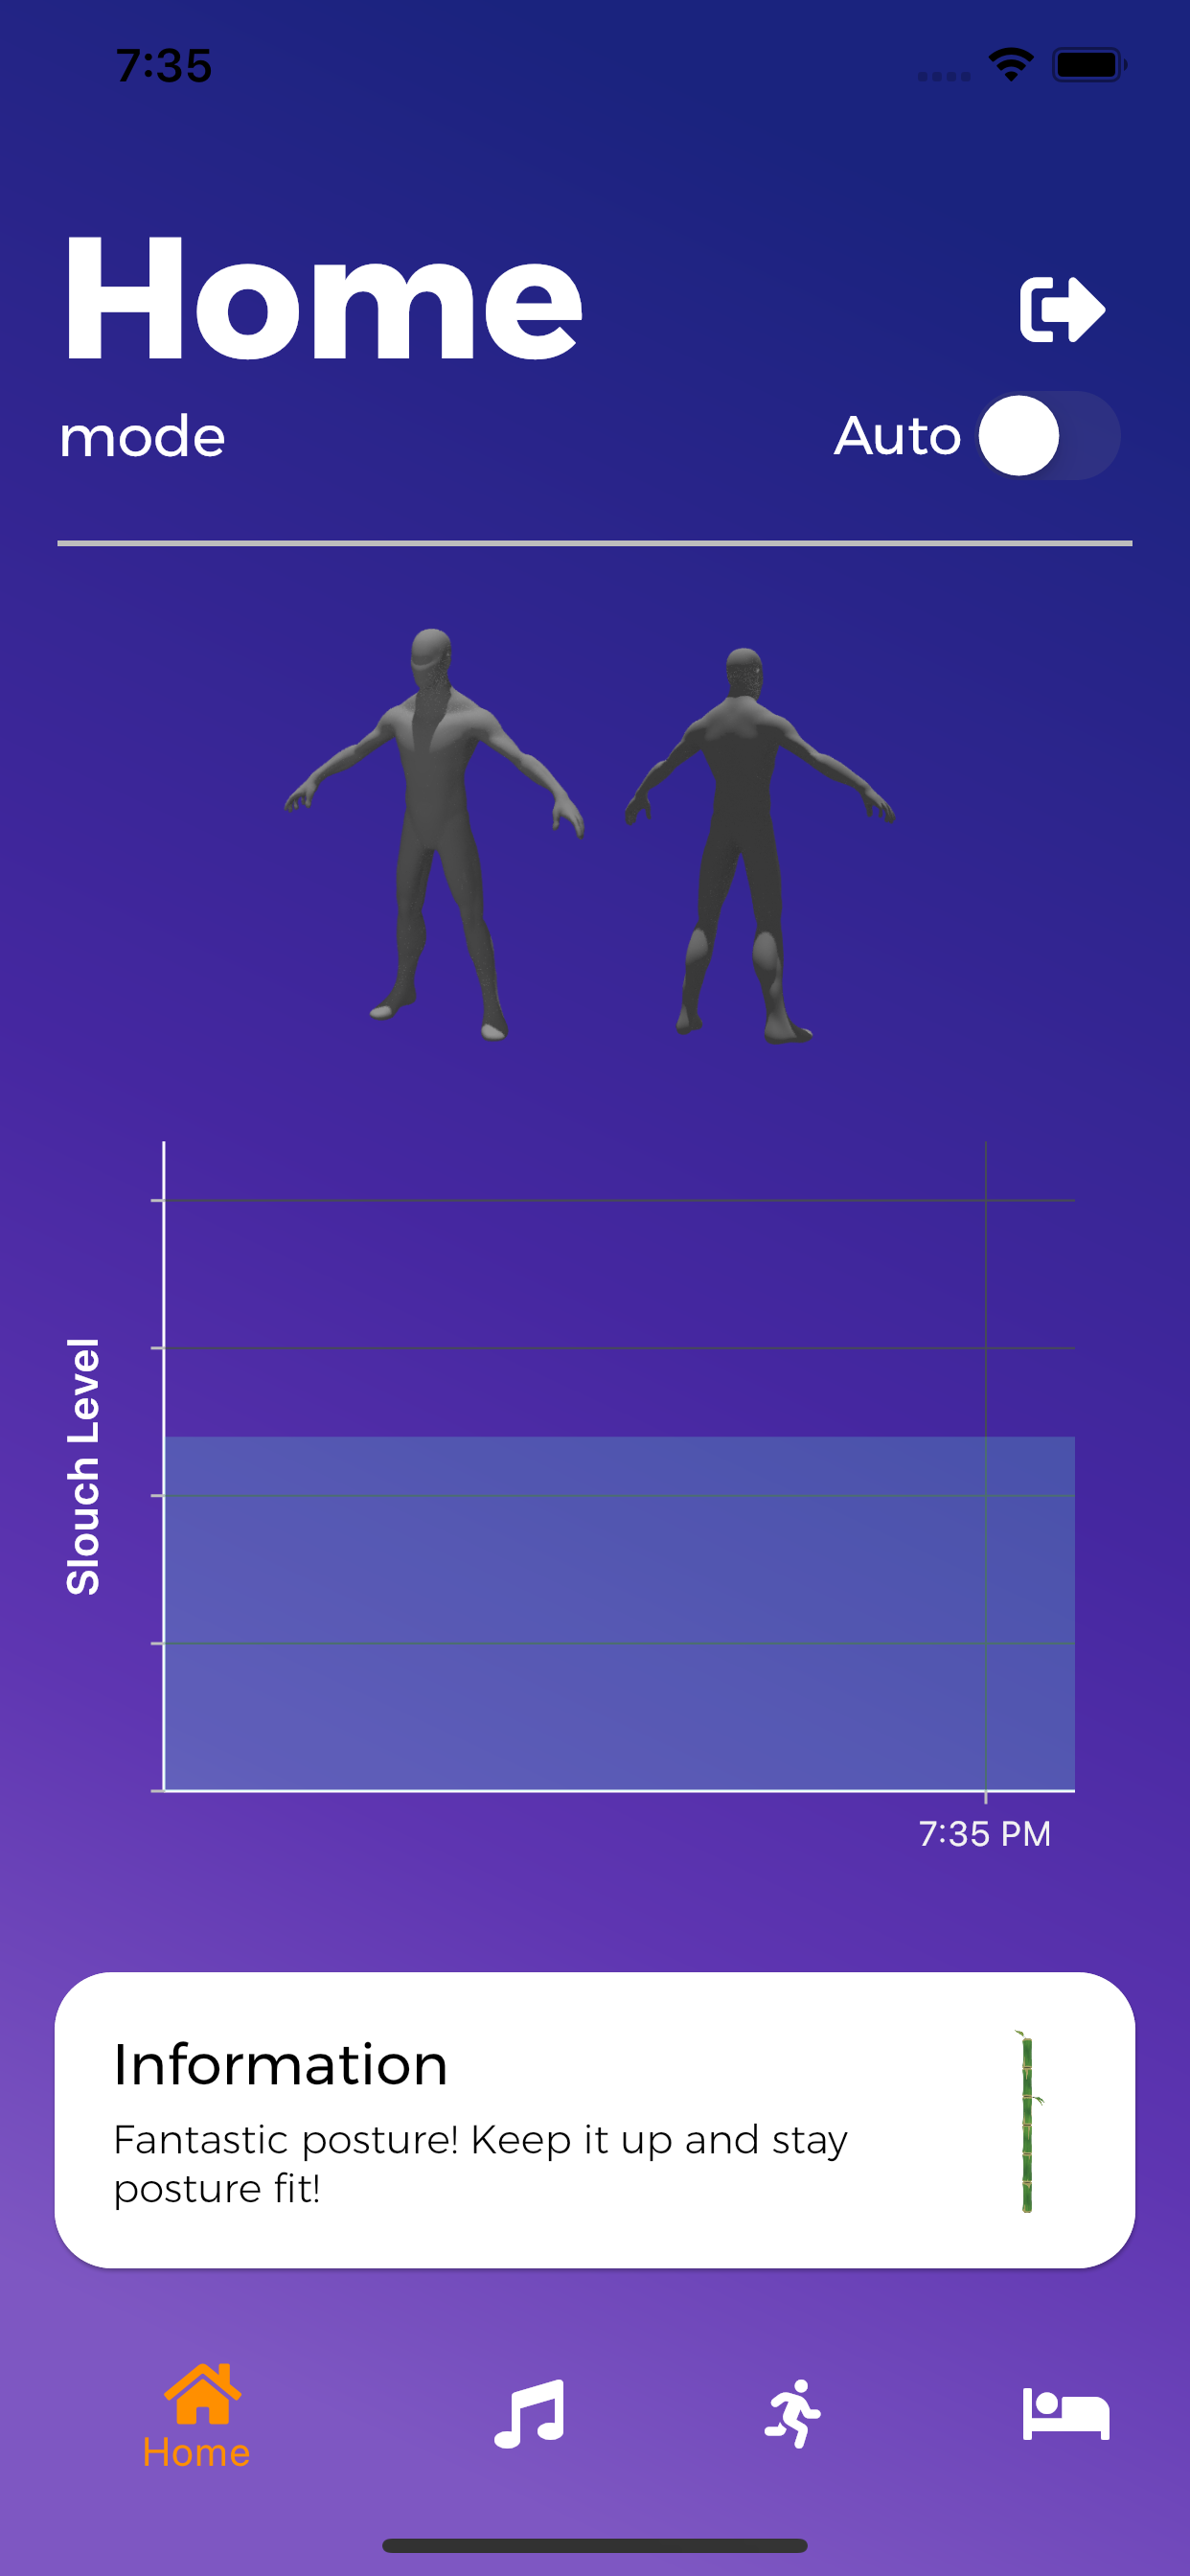 7:35
Home
mode
Auto
Slouch Level
7:35 PM
Information
Fantastic posture! Keep it up and stay
posture fit!
Home